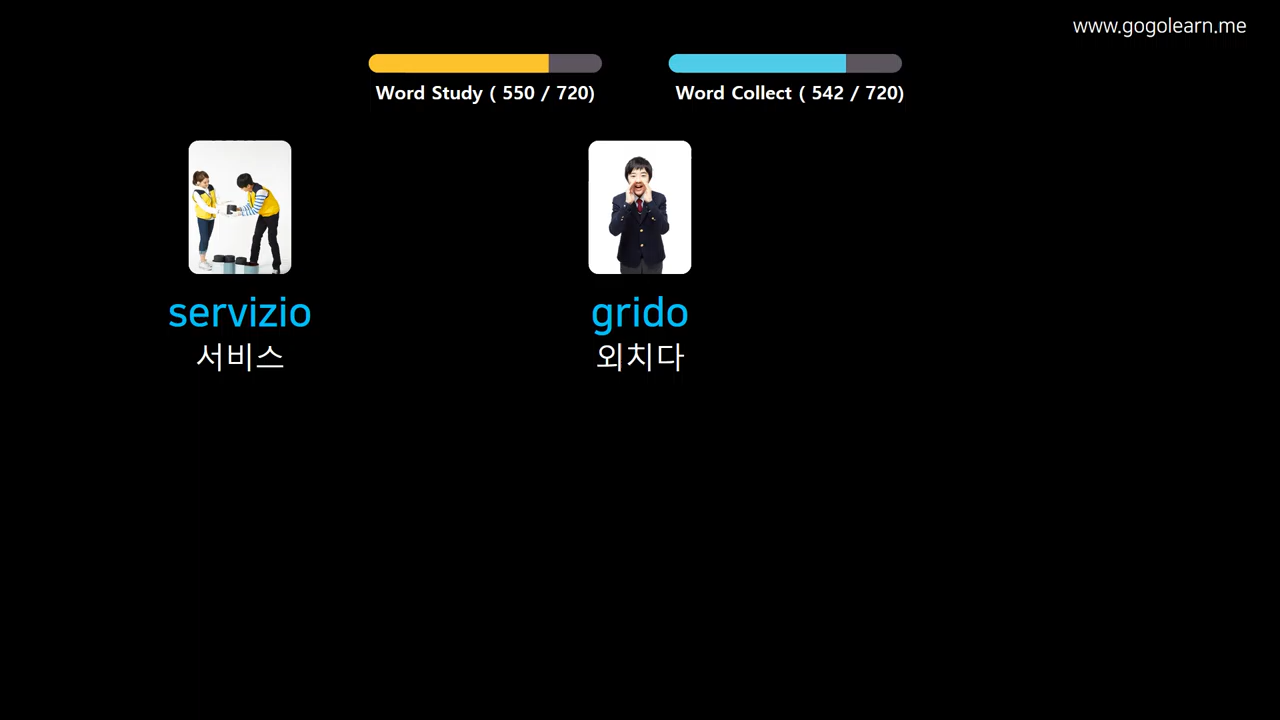 www.gogolearn.me
Word Study ( 550 / 720)
Word Collect ( 542 / 720)
servizio
서비스
grido
외치다